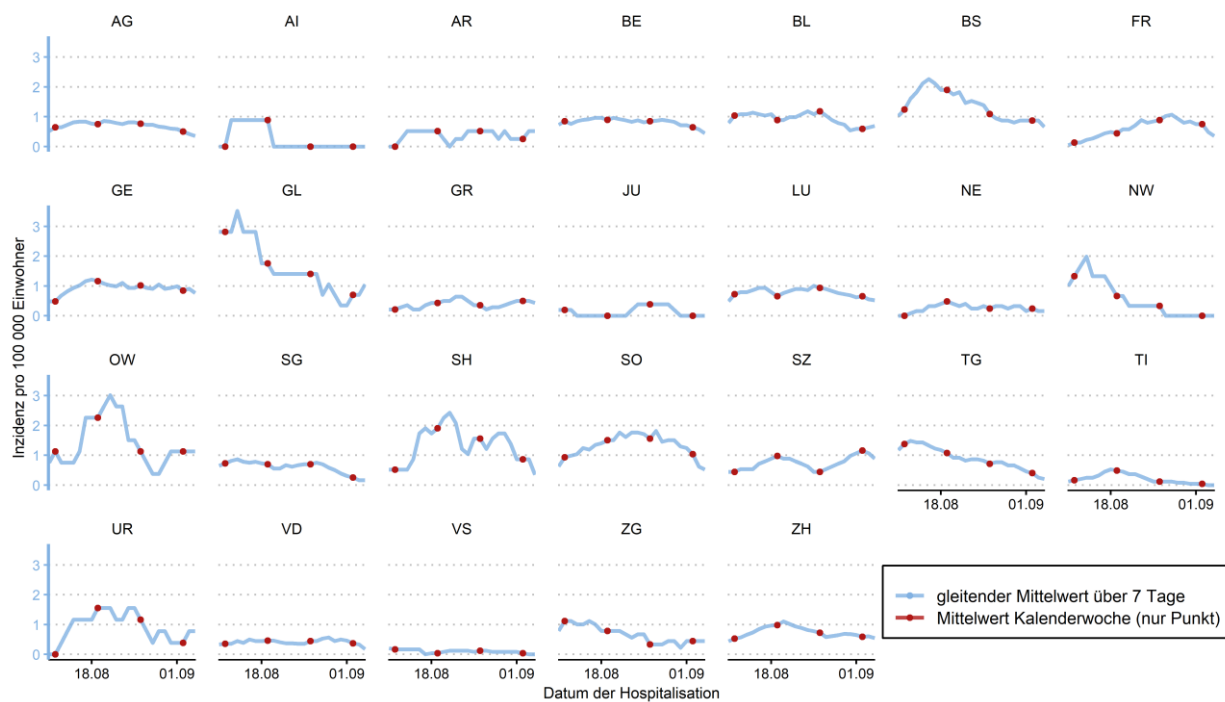 AG AI AR BE BL BS FR
3
2
1
0
GE GL GR JU LU NE NW
3
2
1
0
OW SG SH SO SZ TG TI
3
2
1
0
18.08 01.09 18.08 01.09
UR VD VS ZG ZH
3
2
1
0
18.08 01.09 18.08 01.09 18.08 01.09 18.08 01.09 18.08 01.09
Inzidenz pro 100 000 Einwohner
Datum der Hospitalisation
gleitender Mittelwert über 7 Tage
Mittelwert Kalenderwoche (nur Punkt)